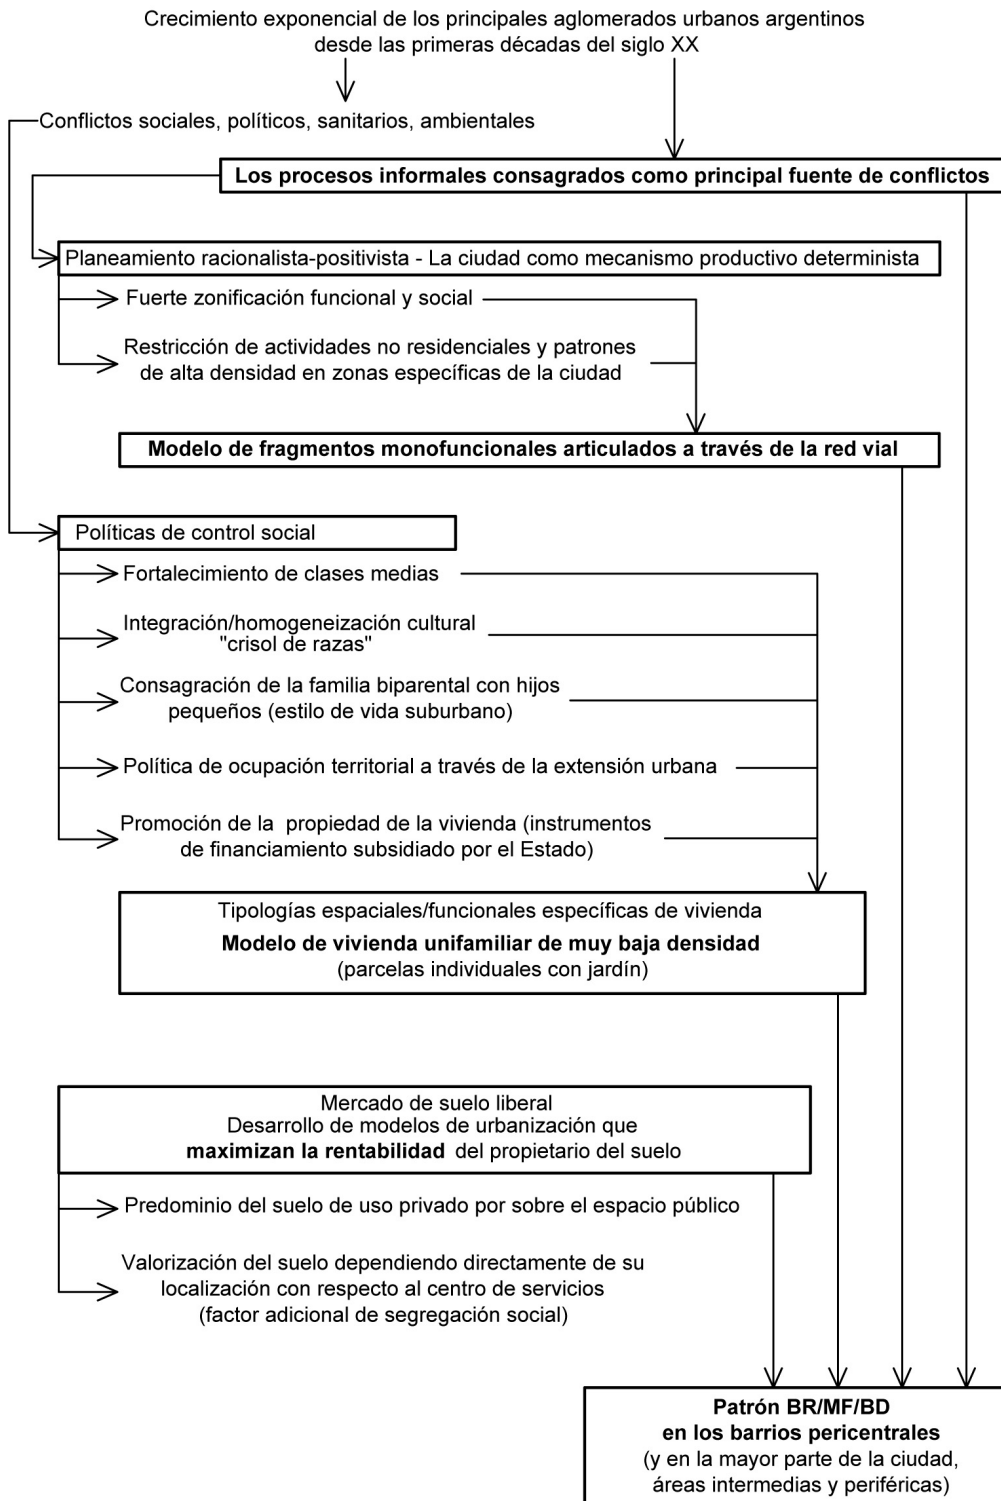 Crecimiento exponencial de los principales aglomerados urbanos argentinos
desde las primeras décadas del siglo XX
Conflictos sociales, políticos, sanitarios, ambientales
Los procesos informales consagrados como principal fuente de conflictos
Planeamiento racionalista-positivista - La ciudad como mecanismo productivo determinista
Fuerte zonificación funcional y social
Restricción de actividades no residenciales y patrones
de alta densidad en zonas específicas de la ciudad
Modelo de fragmentos monofuncionales articulados a través de la red vial
Políticas de control social
Fortalecimiento de clases medias
Integración/homogeneización cultural
"crisol de razas"
Consagración de la familia biparental con hijos
pequeños (estilo de vida suburbano)
Política de ocupación territorial a través de la extensión urbana
Promoción de la propiedad de la vivienda (instrumentos
de financiamiento subsidiado por el Estado)
Tipologías espaciales/funcionales específicas de vivienda
Modelo de vivienda unifamiliar de muy baja densidad
(parcelas individuales con jardín)
Mercado de suelo liberal
Desarrollo de modelos de urbanización que
maximizan la rentabilidad del propietario del suelo
Predominio del suelo de uso privado por sobre el espacio público
Valorización del suelo dependiendo directamente de su
localización con respecto al centro de servicios
(factor adicional de segregación social)
Patrón BR/MF/BD
en los barrios pericentrales
(y en la mayor parte de la ciudad,
áreas intermedias y periféricas)